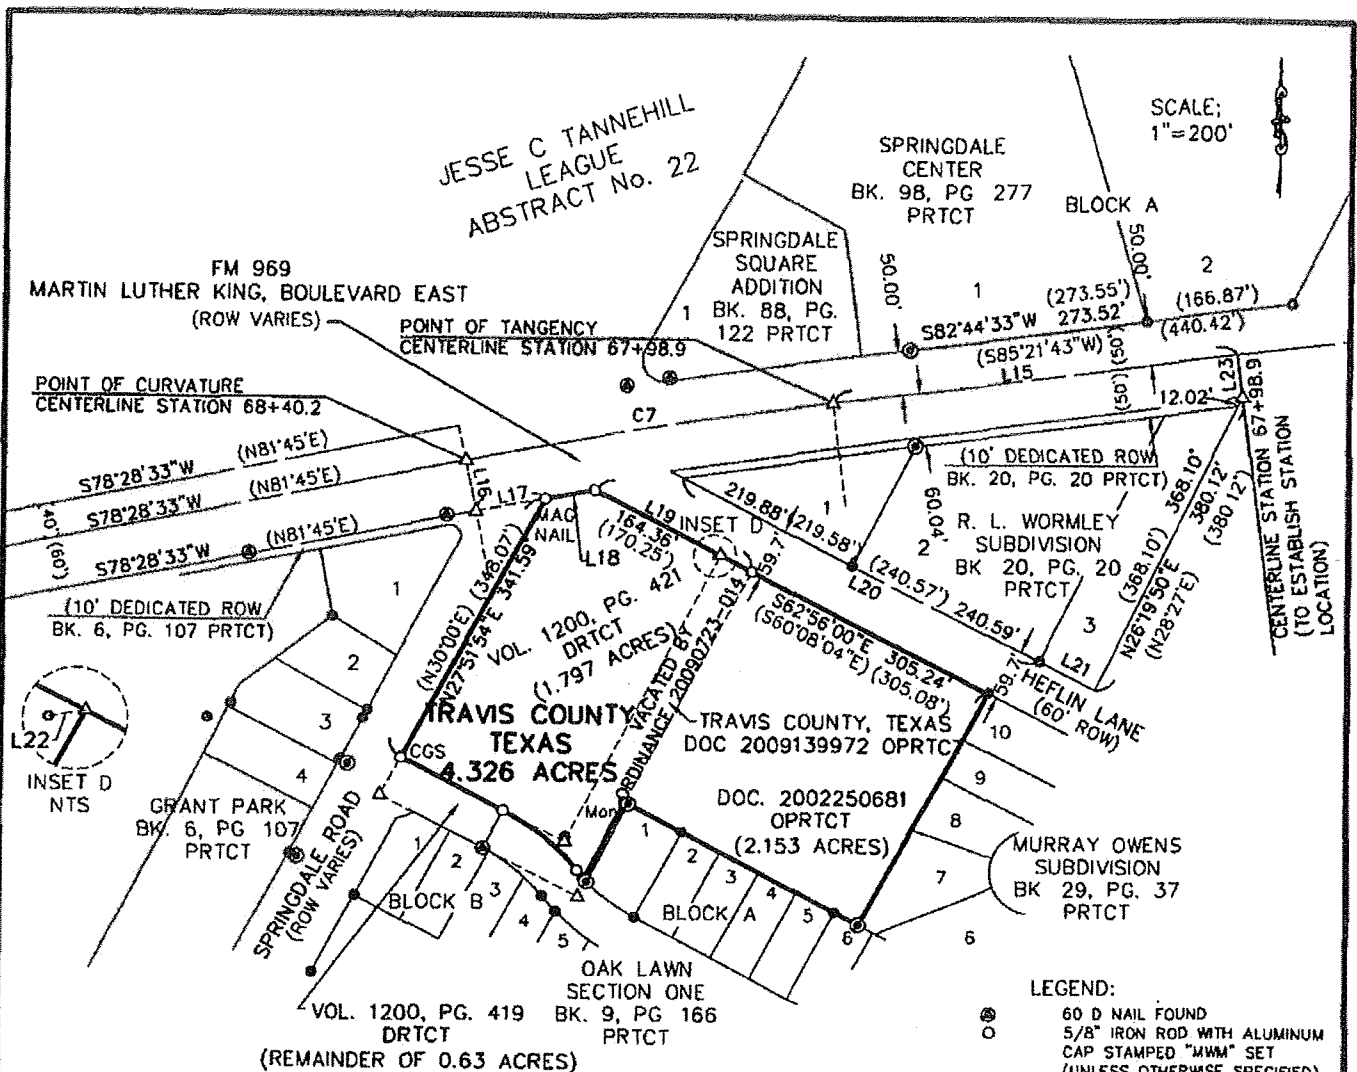 JESSE C TANNEHILL
LEAGUE
ABSTRACT No. 22
SPRINGDALE
CENTER
BK. 98, PG 277
PRTCT
SCALE;
1"=200'
BLOCK A
50.00'
2
SPRINGDALE
SQUARE
ADDITION
BK. 88, PG.
122 PRTCT
1
50.00'
1
(273.55')
S82°44'33"W 273.52'
(166.87')
(440.42')
(S85°21'43"W)
(50')
(50')
L15
L23
12.02'
FM 969
MARTIN LUTHER KING, BOULEVARD EAST
(ROW VARIES)
POINT OF TANGENCY
CENTERLINE STATION 67+98.9
POINT OF CURVATURE
CENTERLINE STATION 68+40.2
C7
S78°28'33"W (N81°45'E)
S78°28'33"W (N81°45'E)
S78°28'33"W (N81°45'E)
40' (60')
L16
L17
MAG
NAIL
L18
L19
164.36'
(170.25')
INSET D
59.7'
219.88' (219.58')
1
60.04'
2
(10' DEDICATED ROW
BK. 20, PG. 20 PRTCT)
R. L. WORMLEY
SUBDIVISION
BK 20, PG. 20
PRTCT
3
L20
(240.57') 240.59'
L21
(368.10') 368.10'
N26°19'50"E 380.12'
(N28°27'E) (380.12')
CENTERLINE STATION 67+98.9
(TO ESTABLISH STATION
LOCATION)
HEFLIN LANE
(60' ROW)
59.7'
S62°56'00"E 305.24'
(S60°08'04"E) (305.08')
(10' DEDICATED ROW
BK. 6, PG. 107 PRTCT)
1
2
3
4
(N30°00'E) (348.07')
N27°51'54"E 341.59'
VOL. 1200, PG. 421
DRTCT
(1.797 ACRES)
VACATED BY
ORDINANCE 20090723-014
TRAVIS COUNTY
TEXAS
4.326 ACRES
TRAVIS COUNTY, TEXAS
DOC 2009139972 OPRTCT
DOC. 2002250681
OPRTCT
(2.153 ACRES)
CGS
Mon
L22
INSET D
NTS
GRANT PARK
BK. 6, PG 107
PRTCT
SPRINGDALE ROAD
(ROW VARIES)
1
2
3
4
5
BLOCK B
1
2
3
4
5
6
BLOCK A
10
9
8
7
6
MURRAY OWENS
SUBDIVISION
BK 29, PG. 37
PRTCT
OAK LAWN
SECTION ONE
BK. 9, PG 166
PRTCT
VOL. 1200, PG. 419
DRTCT
(REMAINDER OF 0.63 ACRES)
LEGEND:
60 D NAIL FOUND
5/8" IRON ROD WITH ALUMINUM
CAP STAMPED "MWM" SET
(UNLESS OTHERWISE SPECIFIED)